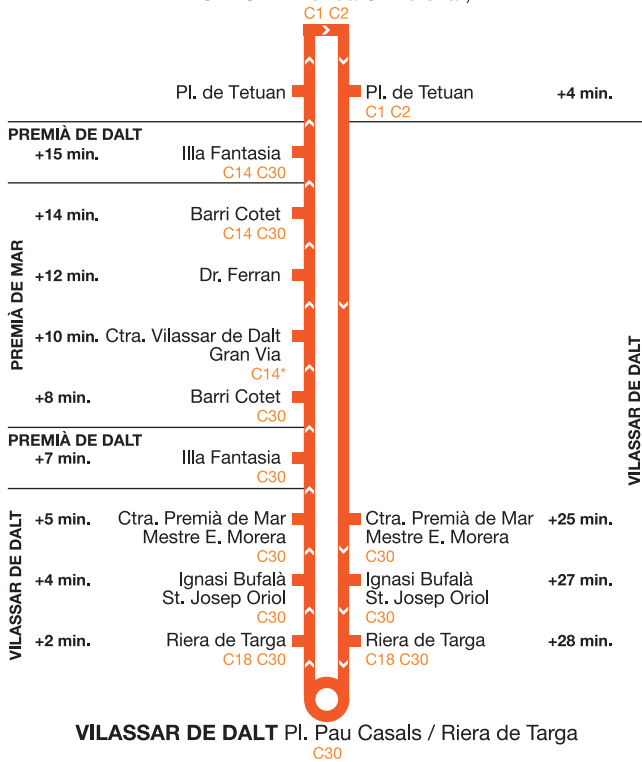 C1 C2
Pl. de Tetuan
Pl. de Tetuan
+4 min.
C1 C2
PREMIÀ DE DALT
+15 min.
Illa Fantasia
C14 C30
PREMIÀ DE MAR
+14 min.
Barri Cotet
C14 C30
+12 min.
Dr. Ferran
+10 min.
Ctra. Vilassar de Dalt
Gran Via
C14*
+8 min.
Barri Cotet
C30
PREMIÀ DE DALT
+7 min.
Illa Fantasia
C30
VILASSAR DE DALT
+5 min.
Ctra. Premià de Mar
Mestre E. Morera
C30
+4 min.
Ignasi Bufalà
St. Josep Oriol
C30
+2 min.
Riera de Targa
C18 C30
VILASSAR DE DALT
Ctra. Premià de Mar
Mestre E. Morera
+25 min.
C30
Ignasi Bufalà
St. Josep Oriol
+27 min.
C30
Riera de Targa
+28 min.
C18 C30
VILASSAR DE DALT Pl. Pau Casals / Riera de Targa
C30